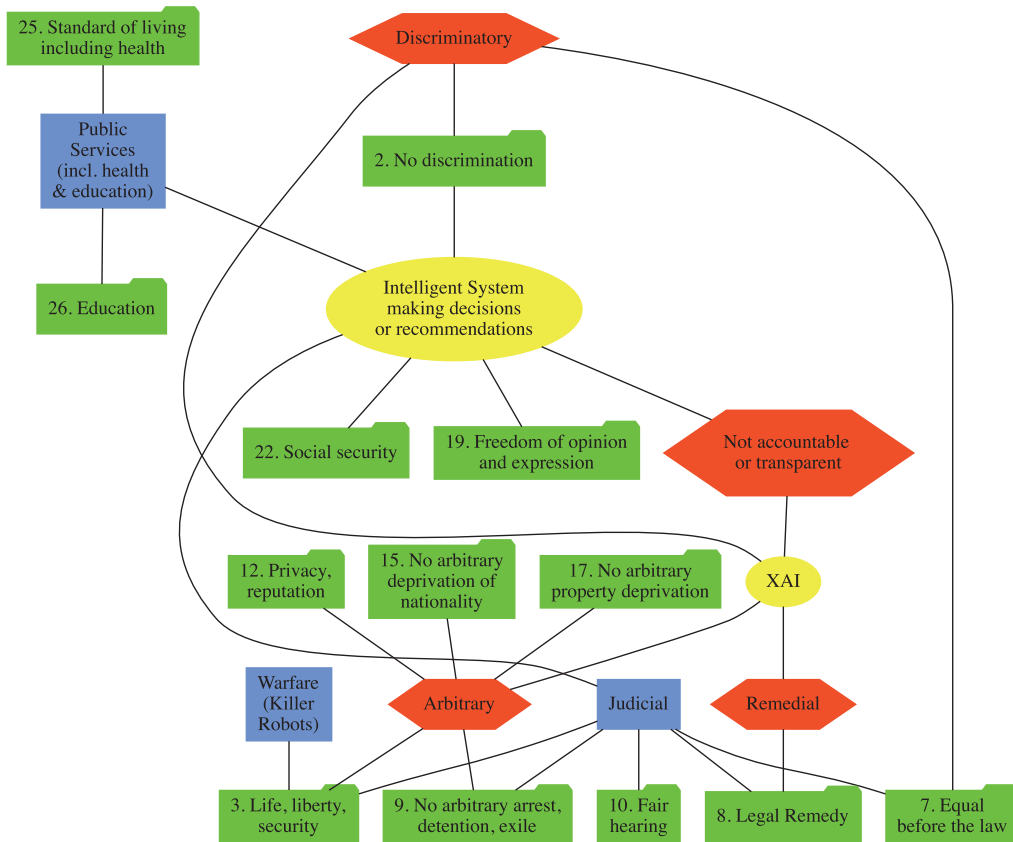 25. Standard of living
including health
Discriminatory
Public
Services
(incl. health
& education)
2. No discrimination
26. Education
Intelligent System
making decisions
or recommendations
22. Social security
19. Freedom of opinion
and expression
Not accountable
or transparent
12. Privacy,
reputation
15. No arbitrary
deprivation of
nationality
17. No arbitrary
property deprivation
XAI
Warfare
(Killer
Robots)
Arbitrary
Judicial
Remedial
3. Life, liberty,
security
9. No arbitrary arrest,
detention, exile
10. Fair
hearing
8. Legal Remedy
7. Equal
before the law